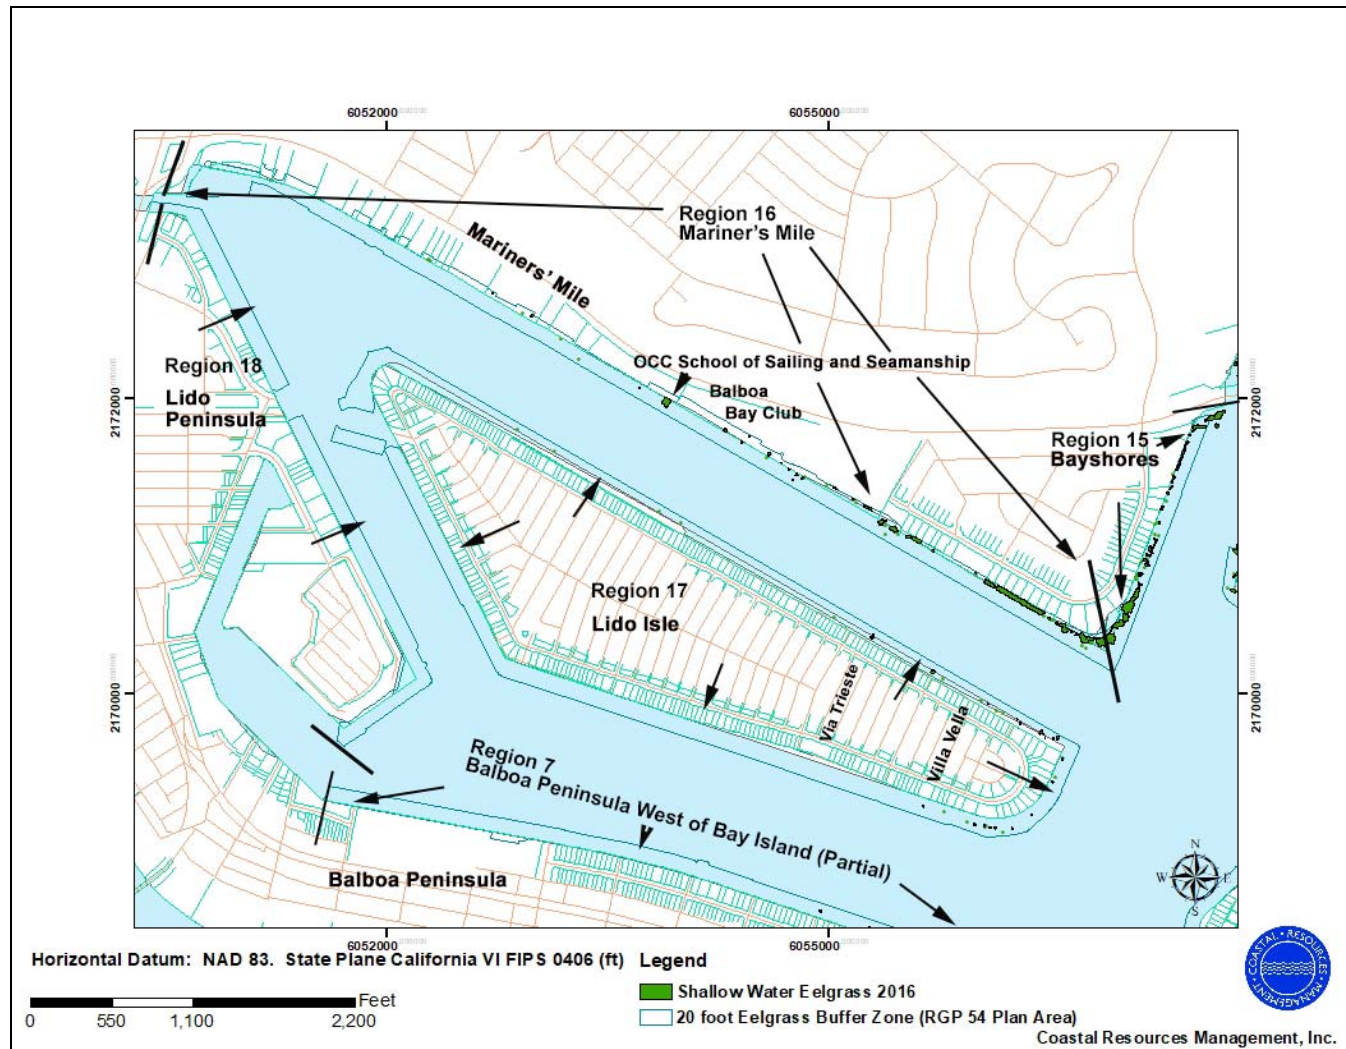 6052000
6055000
Region 16
Mariner's Mile
Mariners' Mile
OCC School of Sailing and Seamanship
Balboa
Bay Club
Region 18
Lido
Peninsula
2172000
2172000
Region 15
Bayshores
Region 17
Lido Isle
Via Trieste
Villa Vella
2170000
2170000
Region 7
Balboa Peninsula West of Bay Island (Partial)
Balboa Peninsula
N
W E
S
6052000
6055000
Horizontal Datum: NAD 83. State Plane California VI FIPS 0406 (ft)
Legend
Shallow Water Eelgrass 2016
20 foot Eelgrass Buffer Zone (RGP 54 Plan Area)
Feet
0 550 1,100 2,200
COASTAL · RESOURCES · MANAGEMENT, INC.
Coastal Resources Management, Inc.